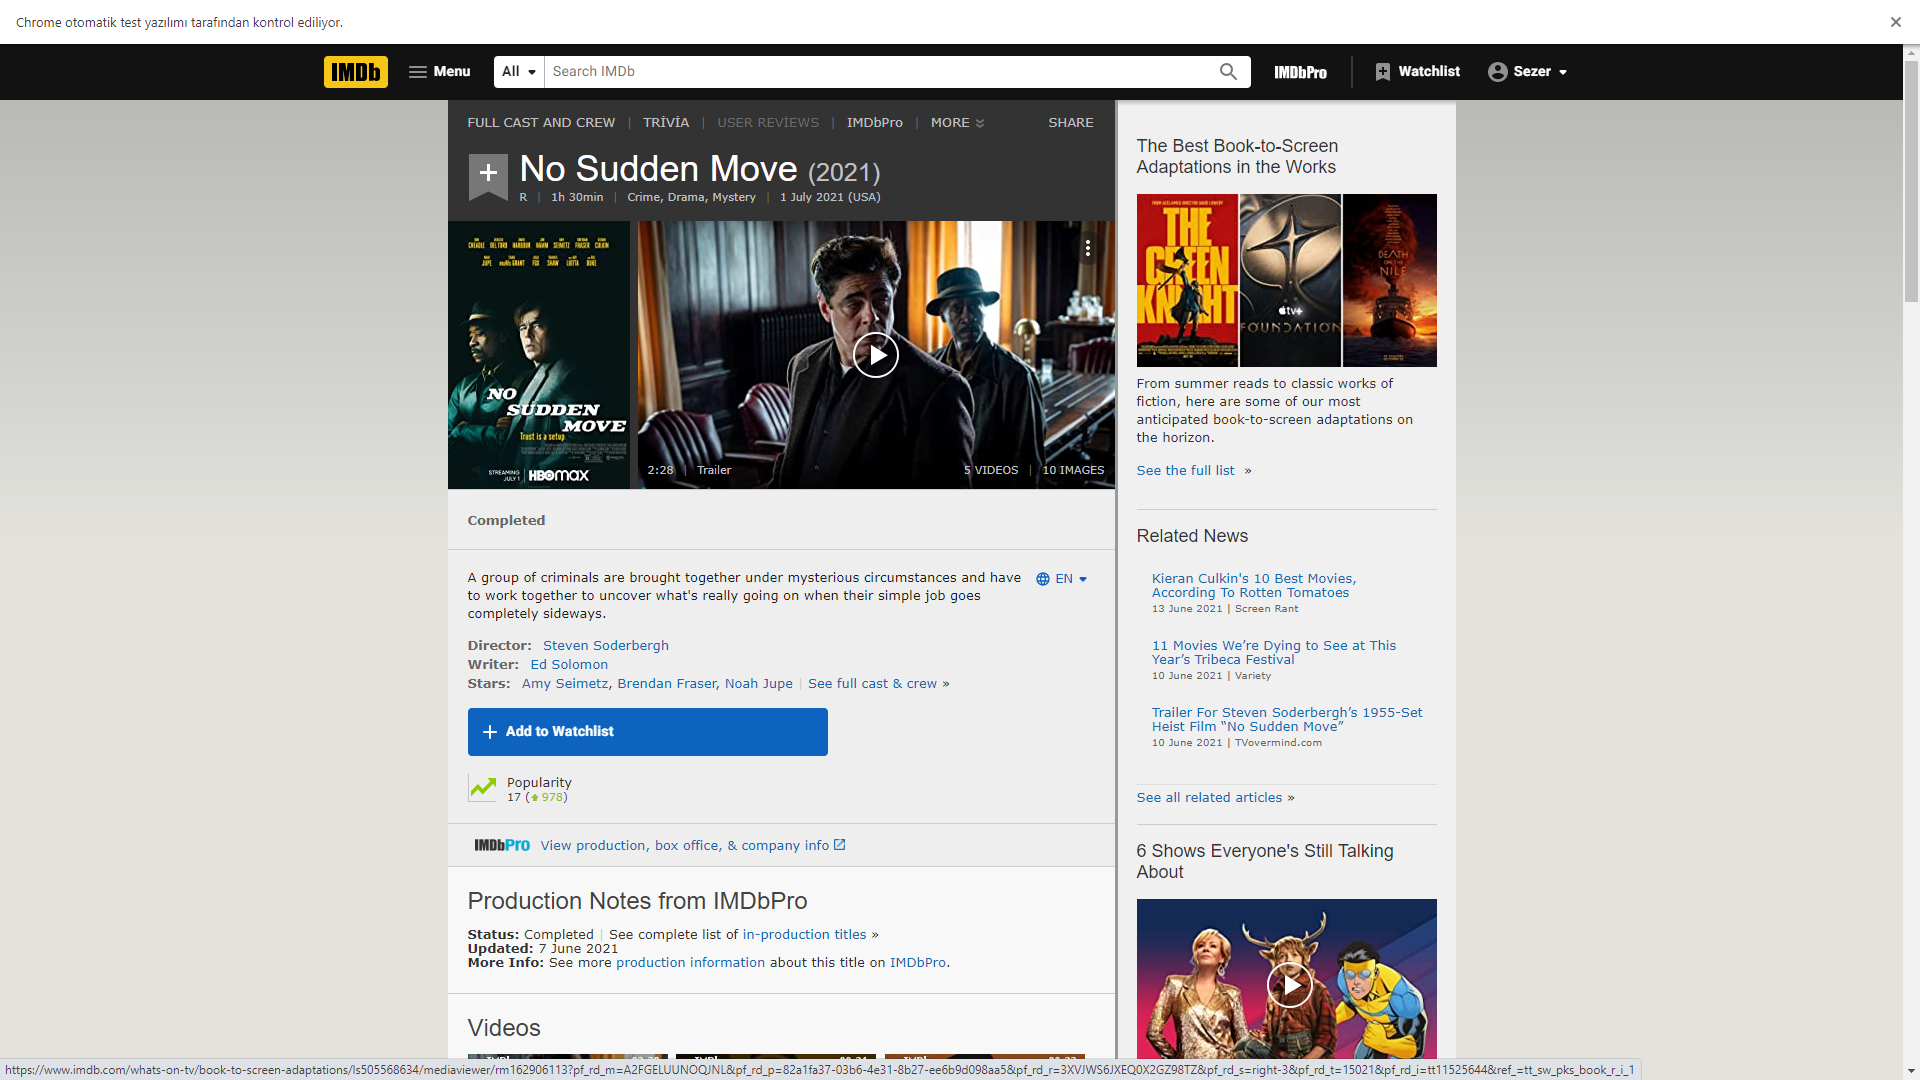 Chrome otomatik test yazılımı tarafından kontrol ediliyor.
IMDb
Menu
All
Search IMDb
IMDbPro
Watchlist
Sezer
FULL CAST AND CREW | TRİVİA | USER REVİEWS | IMDbPro | MORE
SHARE
No Sudden Move (2021)
R | 1h 30min | Crime, Drama, Mystery | 1 July 2021 (USA)
NO
SUDDEN
MOVE
Trust is a setup
STREAMING
JULY 1
HBOMAX
2:28 | Trailer
5 VIDEOS | 10 IMAGES
Completed
A group of criminals are brought together under mysterious circumstances and have
to work together to uncover what's really going on when their simple job goes
completely sideways.
EN
Director: Steven Soderbergh
Writer: Ed Solomon
Stars: Amy Seimetz, Brendan Fraser, Noah Jupe | See full cast & crew »
Add to Watchlist
Popularity
17 (978)
IMDbPro View production, box office, & company info
Production Notes from IMDbPro
Status: Completed | See complete list of in-production titles »
Updated: 7 June 2021
More Info: See more production information about this title on IMDbPro.
Videos
The Best Book-to-Screen
Adaptations in the Works
THE
GREEN
KNIGHT
tv+
FOUNDATION
DEATH
ON THE
NILE
From summer reads to classic works of
fiction, here are some of our most
anticipated book-to-screen adaptations on
the horizon.
See the full list »
Related News
Kieran Culkin's 10 Best Movies,
According To Rotten Tomatoes
13 June 2021 | Screen Rant
11 Movies We’re Dying to See at This
Year’s Tribeca Festival
10 June 2021 | Variety
Trailer For Steven Soderbergh’s 1955-Set
Heist Film “No Sudden Move”
10 June 2021 | TVovermind.com
See all related articles »
6 Shows Everyone's Still Talking
About
https://www.imdb.com/whats-on-tv/book-to-screen-adaptations/ls505568634/mediaviewer/rm162906113?pf_rd_m=A2FGELUUNOQJNL&pf_rd_p=82a1fa37-03b6-4e31-8b27-ee6b9d098aa5&pf_rd_r=3XVJWS6JXEQ0X2GZ98TZ&pf_rd_s=right-3&pf_rd_t=15021&pf_rd_i=tt11525644&ref_=tt_sw_pks_book_r_i_1